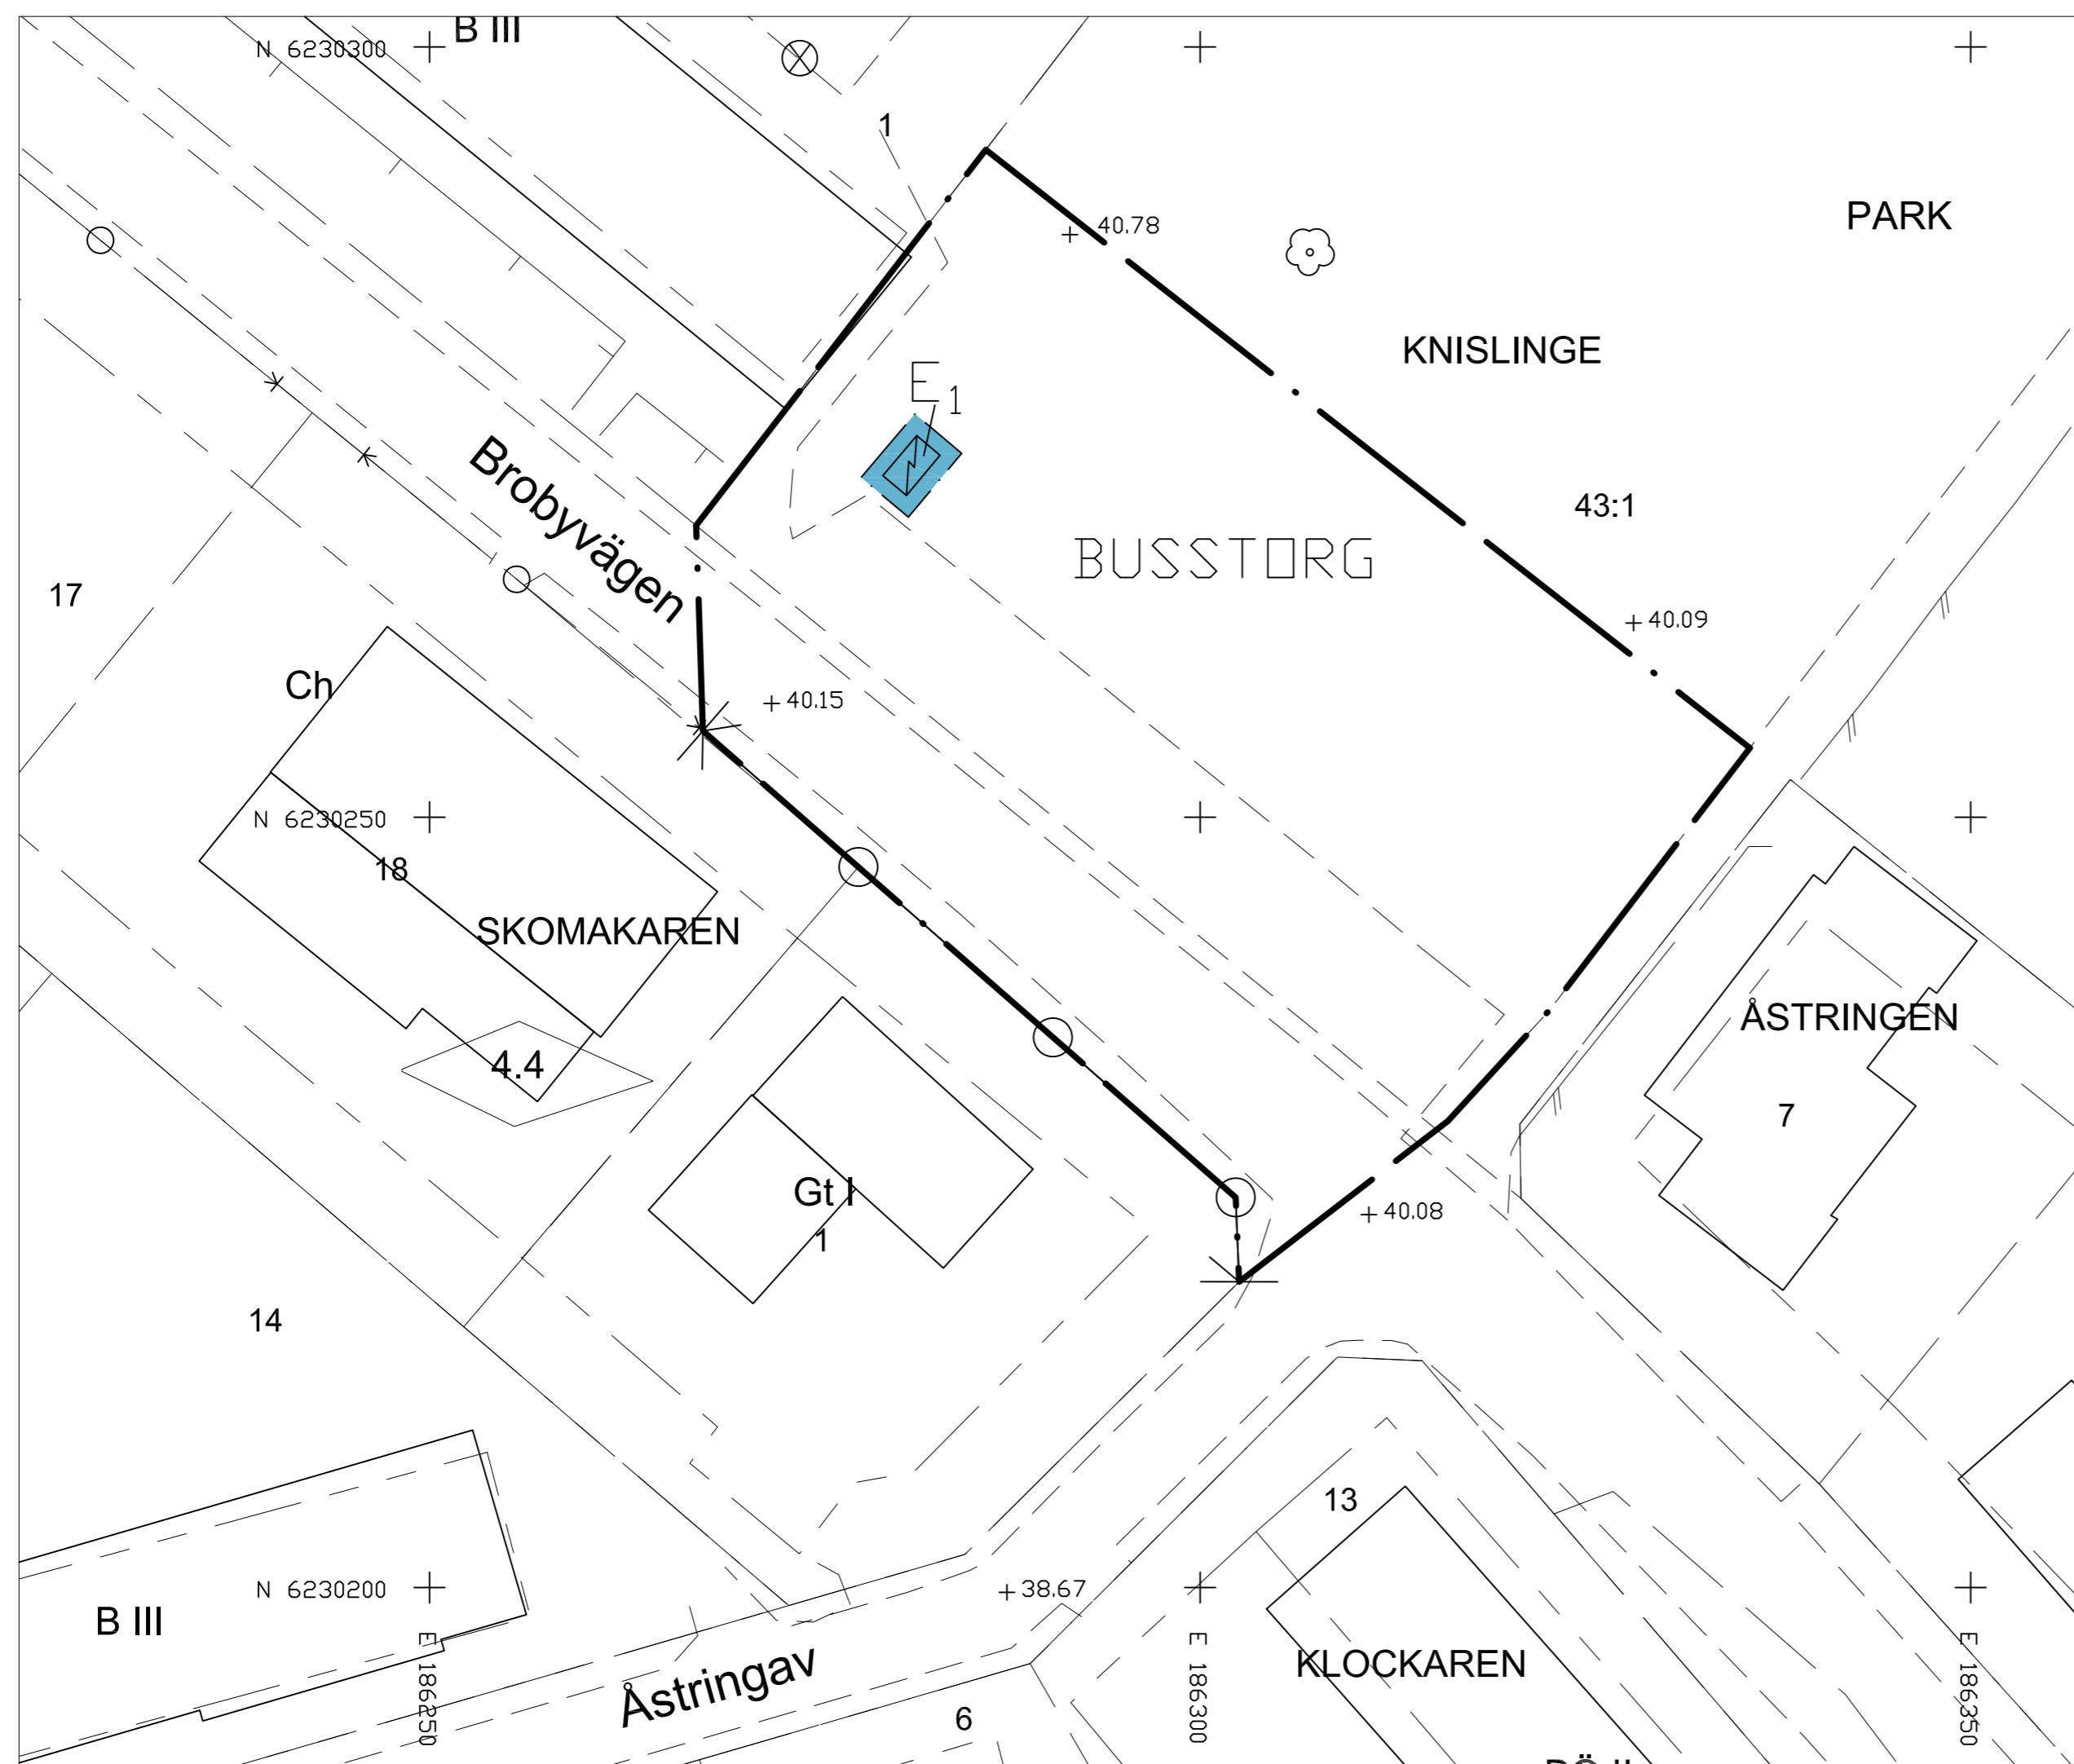 B III
N 6230300
1
40.78
PARK
KNISLINGE
E1
43:1
Brobyvägen
BUSSTORG
17
40.09
Ch
40.15
N 6230250
18
SKOMAKAREN
ÅSTRINGEN
4.4
7
Gt I
1
40.08
14
13
N 6230200
38.67
B III
E 186250
E 186300
E 186350
KLOCKAREN
Åstringav
6